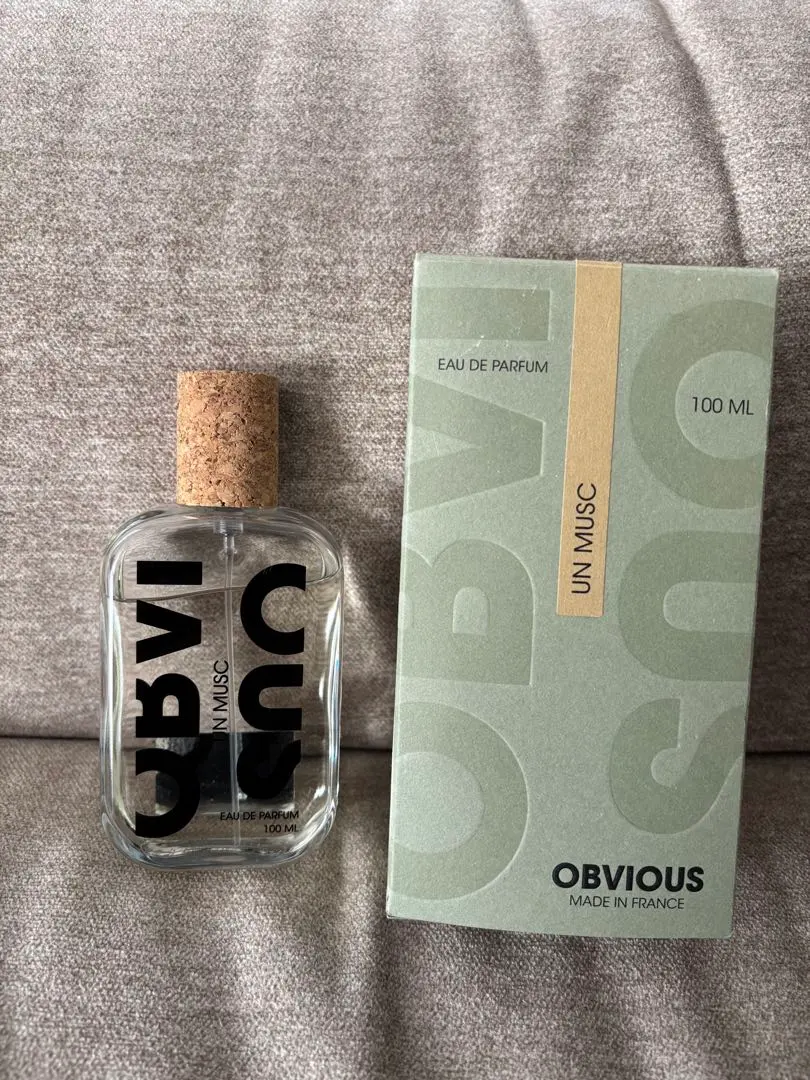 OBVI
OUS
UN MUSC
EAU DE PARFUM
100 ML
OBVI
OUS
EAU DE PARFUM
100 ML
UN MUSC
OBVIOUS
MADE IN FRANCE